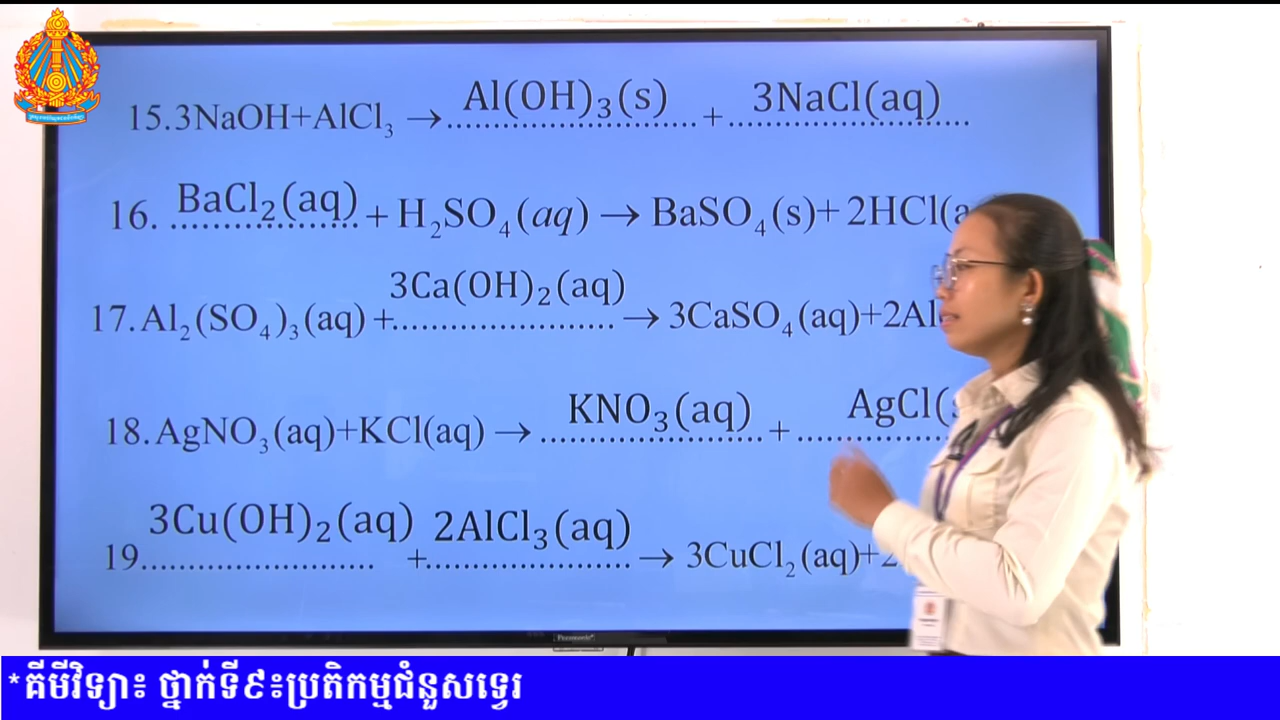 15.3NaOH+AlCl₃ → Al(OH)₃(s) + 3NaCl(aq)
16. BaCl₂(aq) + H₂SO₄(aq) → BaSO₄(s)+ 2HCl(a
17.Al₂(SO₄)₃(aq) + 3Ca(OH)₂(aq) → 3CaSO₄(aq)+2Al
18.AgNO₃(aq)+KCl(aq) → KNO₃(aq) + AgCl(
19. 3Cu(OH)₂(aq) + 2AlCl₃(aq) → 3CuCl₂(aq)+2
Panasonic
*គីមីវិទ្យា៖ ថ្នាក់ទី៩៖ប្រតិកម្មជំនួសទ្វេរ